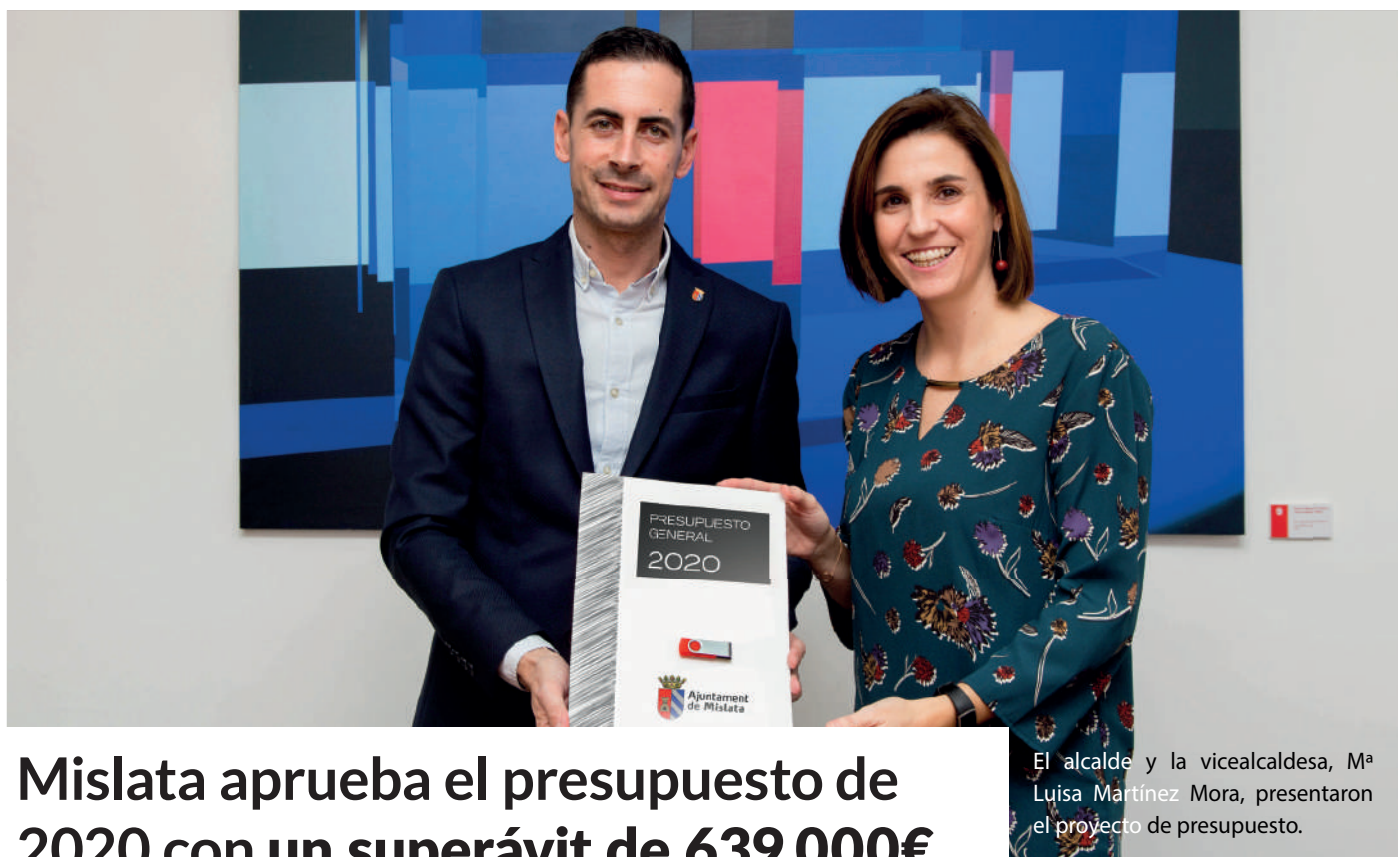 PRESUPUESTO
GENERAL
2020
Ajuntament
de Mislata
Mislata aprueba el presupuesto de
2020 con un superávit de 639.000€
El alcalde y la vicealcaldesa, Mª
Luisa Martínez Mora, presentaron
el proyecto de presupuesto.